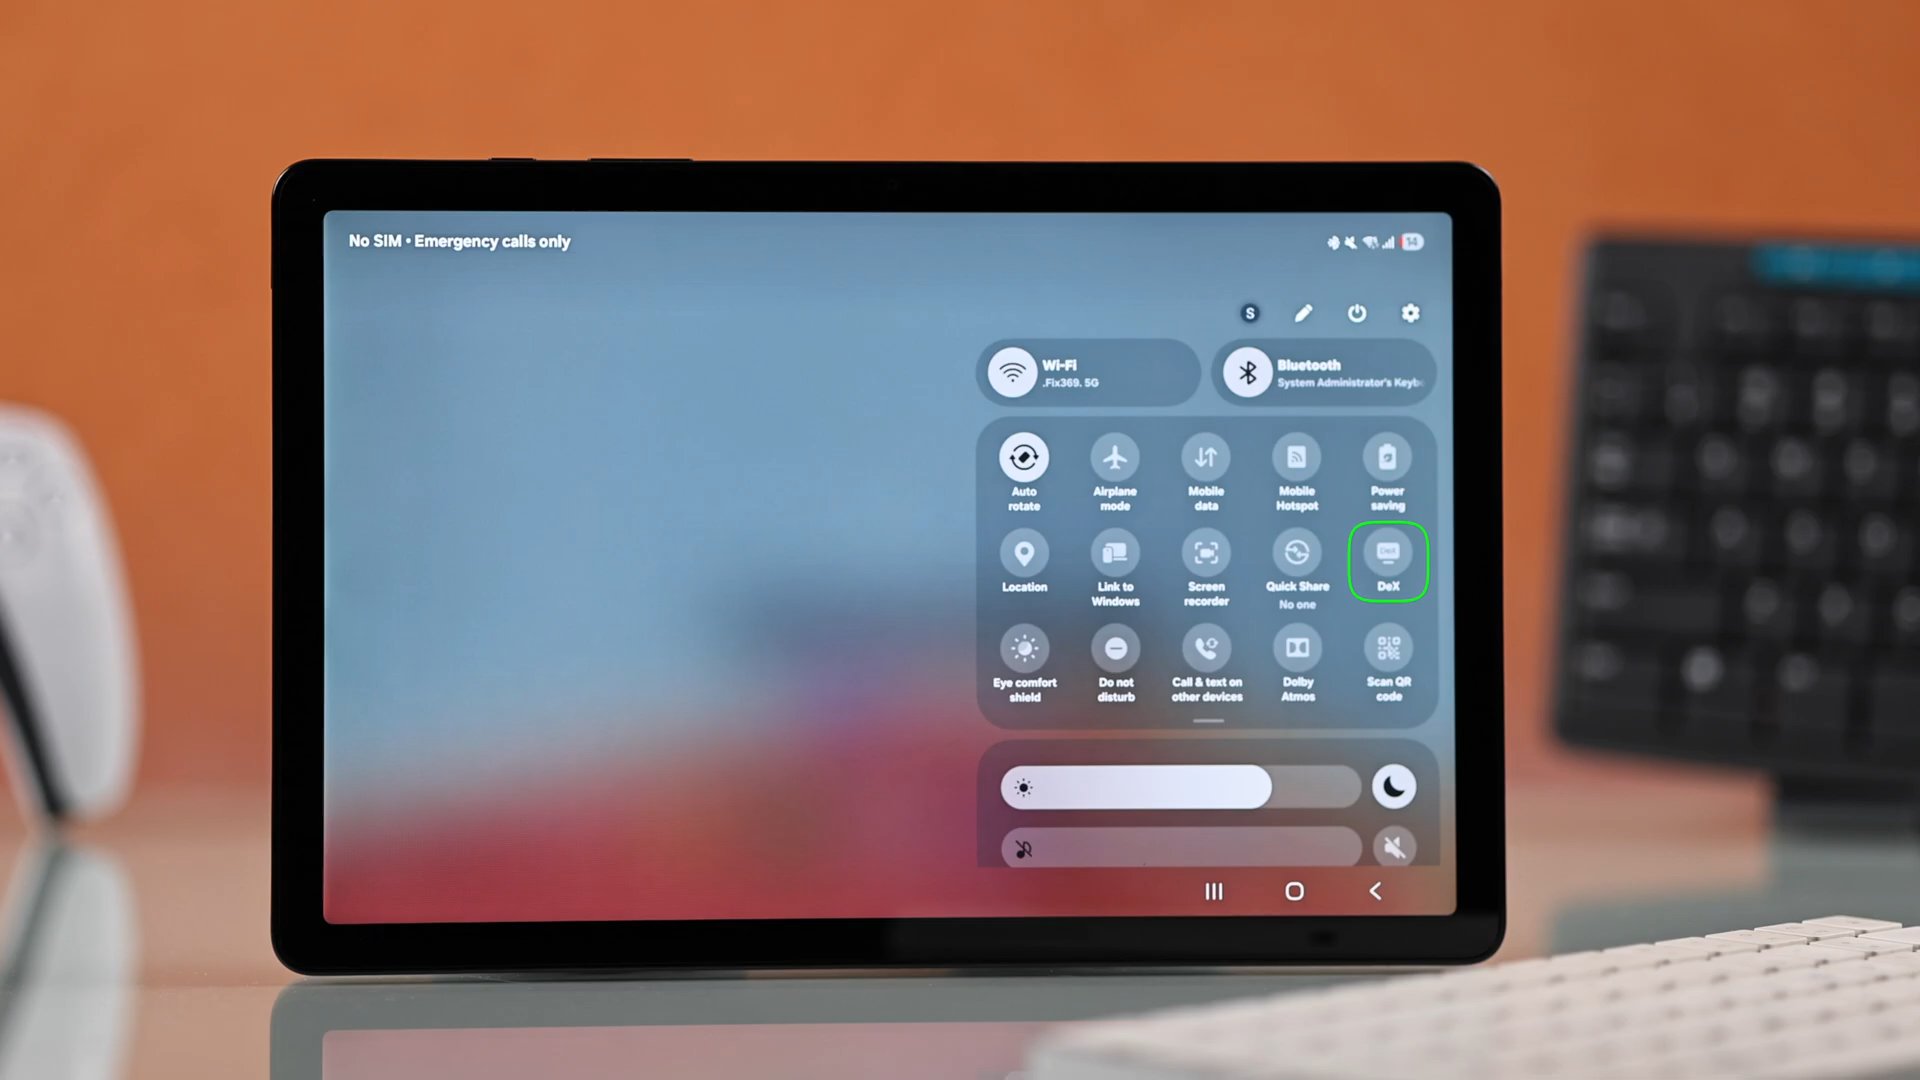 No SIM • Emergency calls only
14
S
Wi-Fi
.Fix369. 5G
Bluetooth
System Administrator's Keyb
Auto
rotate
Airplane
mode
Mobile
data
Mobile
Hotspot
Power
saving
Location
Link to
Windows
Screen
recorder
Quick Share
No one
DeX
DeX
Eye comfort
shield
Do not
disturb
Call & text on
other devices
Dolby
Atmos
Scan QR
code